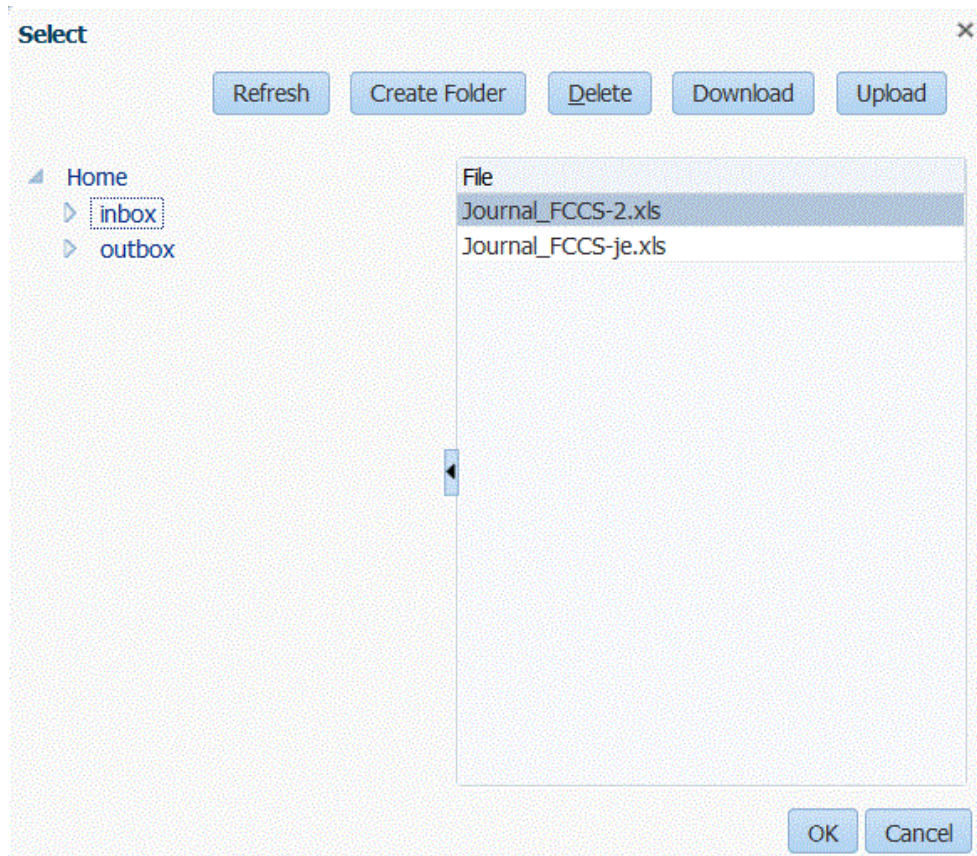 Select
Refresh Create Folder Delete Download Upload
Home
inbox
outbox
File
Journal_FCCS-2.xls
Journal_FCCS-je.xls
OK Cancel